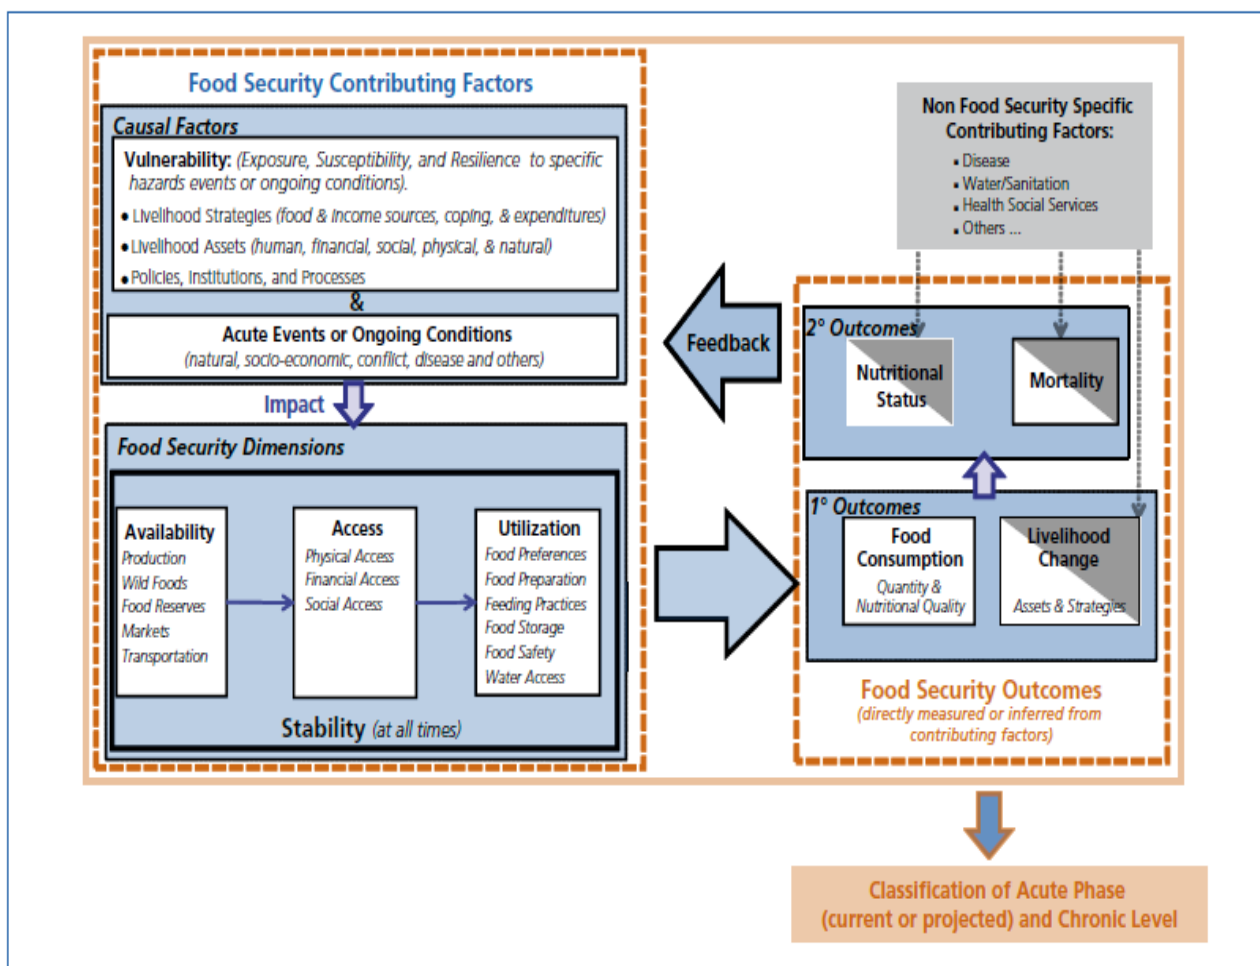 Food Security Contributing Factors
Causal Factors
Vulnerability: (Exposure, Susceptibility, and Resilience to specific
hazards events or ongoing conditions).
• Livelihood Strategies (food & income sources, coping, & expenditures)
• Livelihood Assets (human, financial, social, physical, & natural)
• Policies, Institutions, and Processes
&
Acute Events or Ongoing Conditions
(natural, socio-economic, conflict, disease and others)
Impact
Food Security Dimensions
Availability
Production
Wild Foods
Food Reserves
Markets
Transportation
Access
Physical Access
Financial Access
Social Access
Utilization
Food Preferences
Food Preparation
Feeding Practices
Food Storage
Food Safety
Water Access
Stability (at all times)
Feedback
Non Food Security Specific
Contributing Factors:
▪ Disease
▪ Water/Sanitation
▪ Health Social Services
▪ Others ...
2° Outcomes
Nutritional
Status
Mortality
1° Outcomes
Food
Consumption
Quantity &
Nutritional Quality
Livelihood
Change
Assets & Strategies
Food Security Outcomes
(directly measured or inferred from
contributing factors)
Classification of Acute Phase
(current or projected) and Chronic Level